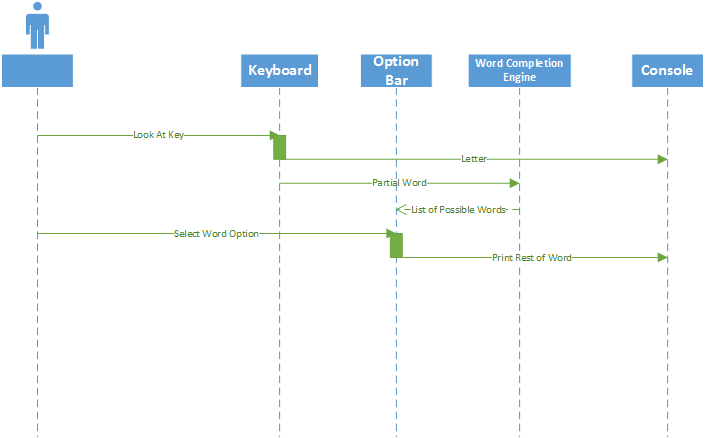 Keyboard
Option
Bar
Word Completion
Engine
Console
Look At Key
Letter
Partial Word
List of Possible Words
Select Word Option
Print Rest of Word